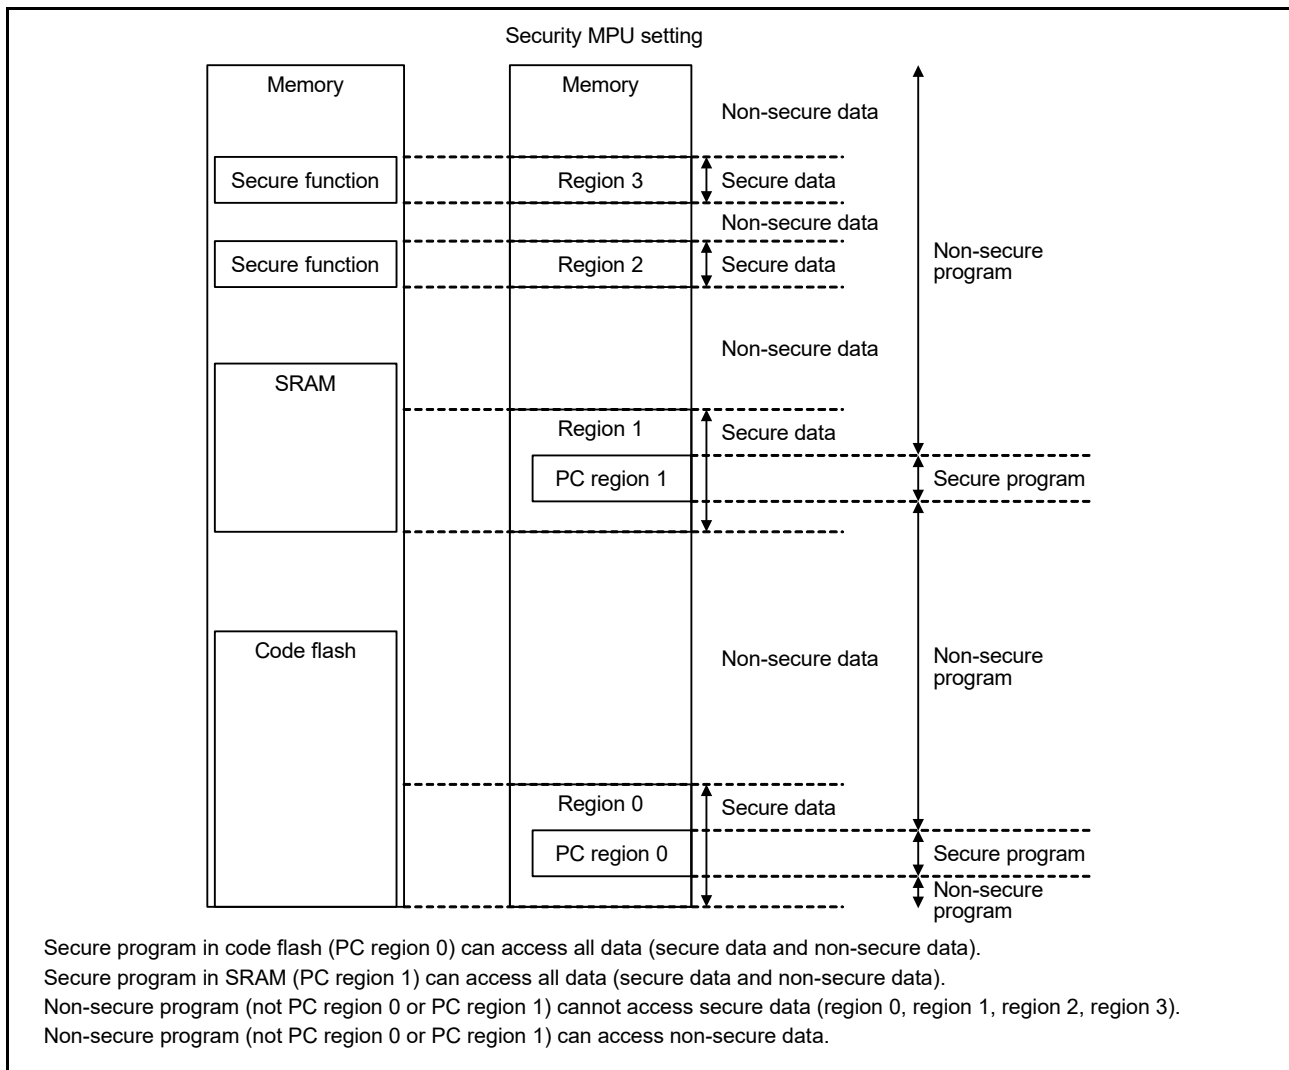 Security MPU setting
Memory
Memory
Non-secure data
Secure function
Region 3
Secure data
Non-secure data
Secure function
Region 2
Secure data
Non-secure
program
Non-secure data
SRAM
Region 1
Secure data
PC region 1
Secure program
Code flash
Non-secure data
Non-secure
program
Region 0
Secure data
PC region 0
Secure program
Non-secure
program
Secure program in code flash (PC region 0) can access all data (secure data and non-secure data).
Secure program in SRAM (PC region 1) can access all data (secure data and non-secure data).
Non-secure program (not PC region 0 or PC region 1) cannot access secure data (region 0, region 1, region 2, region 3).
Non-secure program (not PC region 0 or PC region 1) can access non-secure data.